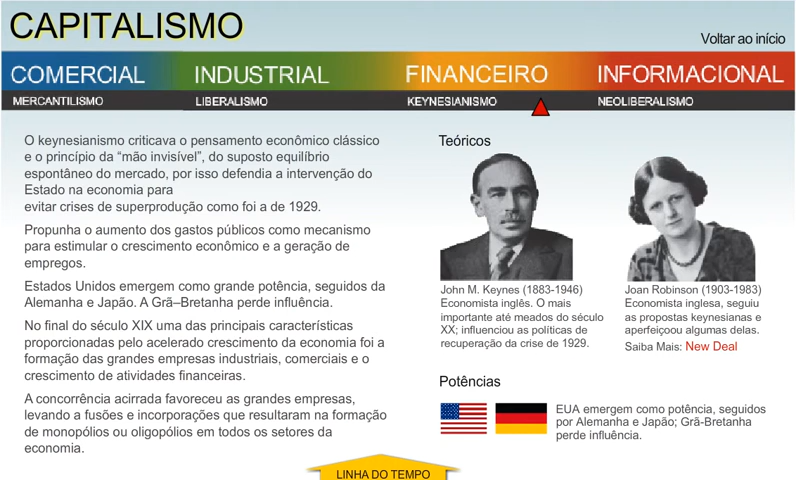 CAPITALISMO
Voltar ao início
COMERCIAL
INDUSTRIAL
FINANCEIRO
INFORMACIONAL
MERCANTILISMO
LIBERALISMO
KEYNESIANISMO
NEOLIBERALISMO
O keynesianismo criticava o pensamento econômico clássico
e o princípio da “mão invisível”, do suposto equilíbrio
espontâneo do mercado, por isso defendia a intervenção do
Estado na economia para
evitar crises de superprodução como foi a de 1929.
Propunha o aumento dos gastos públicos como mecanismo
para estimular o crescimento econômico e a geração de
empregos.
Estados Unidos emergem como grande potência, seguidos da
Alemanha e Japão. A Grã–Bretanha perde influência.
No final do século XIX uma das principais características
proporcionadas pelo acelerado crescimento da economia foi a
formação das grandes empresas industriais, comerciais e o
crescimento de atividades financeiras.
A concorrência acirrada favoreceu as grandes empresas,
levando a fusões e incorporações que resultaram na formação
de monopólios ou oligopólios em todos os setores da
economia.
Teóricos
John M. Keynes (1883-1946)
Economista inglês. O mais
importante até meados do século
XX; influenciou as políticas de
recuperação da crise de 1929.
Joan Robinson (1903-1983)
Economista inglesa, seguiu
as propostas keynesianas e
aperfeiçoou algumas delas.
Saiba Mais: New Deal
Potências
EUA emergem como potência, seguidos
por Alemanha e Japão; Grã-Bretanha
perde influência.
LINHA DO TEMPO